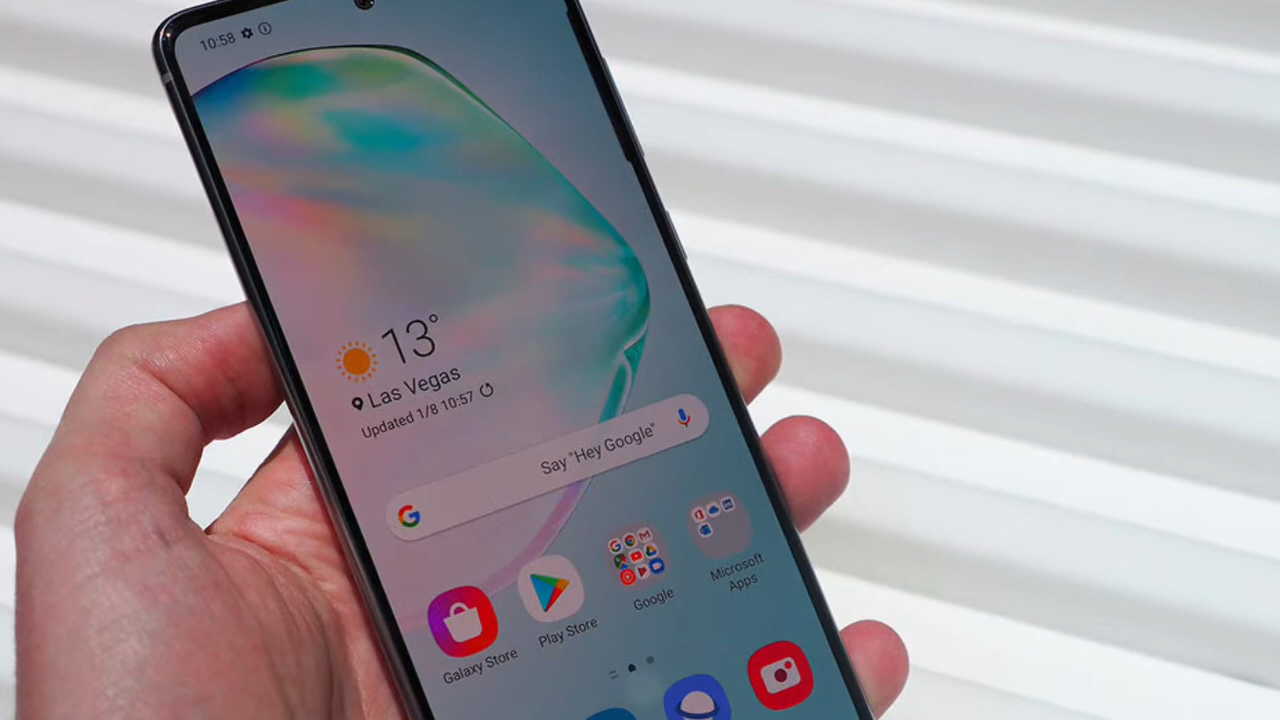 10:58
13°
Las Vegas
Updated 1/8 10:57
Say "Hey Google"
Galaxy Store
Play Store
Google
Microsoft
Apps